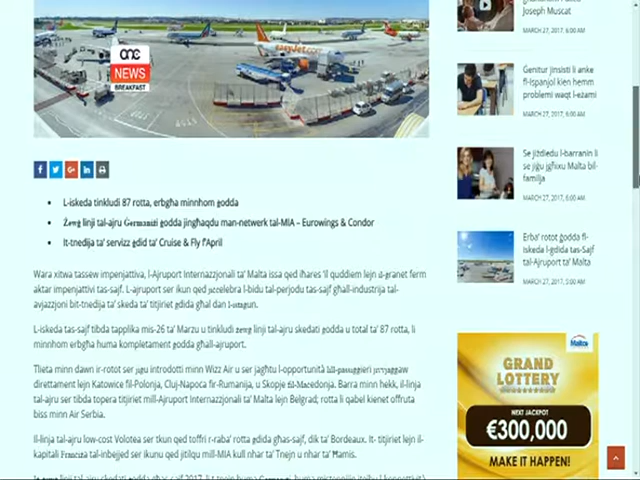 one
NEWS
BREAKFAST
easyJet
Joseph Muscat
MARCH 27, 2017, 6:00 AM
Ġenitur jinsisti li anke
fl-Ispanjol kien hemm
problemi waqt l-eżami
MARCH 27, 2017, 6:00 AM
Se jiżdiedu l-barranin li
se jiġu jgħixu Malta bil-
familja
MARCH 27, 2017, 6:00 AM
Erba' rotot ġodda fl-
iskeda l-ġdida tas-Sajf
tal-Ajruport ta' Malta
MARCH 27, 2017, 5:00 AM
L-iskeda tinkludi 87 rotta, erbgħa minnhom ġodda
Żewġ linji tal-ajru Ġermaniżi ġodda jingħaqdu man-netwerk tal-MIA – Eurowings & Condor
It-tnedija ta' servizz ġdid ta' Cruise & Fly f'April
Wara xitwa tassew impenjattiva, l-Ajruport Internazzjonali ta' Malta issa qed iħares 'il quddiem lejn il-granet ferm
aktar impenjattivi tas-sajf. L-ajruport ser ikun qed jiċċelebra l-bidu tal-perjodu tas-sajf għall-industrija tal-
avjazzjoni bit-tnedija ta' skeda ta' titjiriet ġdida għal dan l-istaġun.
L-iskeda tas-sajf tibda tapplika mis-26 ta' Marzu u tinkludi żewġ linji tal-ajru skedati ġodda u total ta' 87 rotta, li
minnhom erbgħa huma kompletament ġodda għall-ajruport.
Tlieta minn dawn ir-rotot ser jiġu introdotti minn Wizz Air u ser jagħtu l-opportunità lill-passiġġieri jivvjaġġaw
direttament lejn Katowice fil-Polonja, Cluj-Napoca fir-Rumanija, u Skopje fil-Maċedonja. Barra minn hekk, il-linja
tal-ajru ser tibda topera titjiriet mill-Ajruport Internazzjonali ta' Malta lejn Belgrad; rotta li qabel kienet offruta
biss minn Air Serbia.
Il-linja tal-ajru low-cost Volotea ser tkun qed toffri r-raba' rotta ġdida għas-sajf, dik ta' Bordeaux. It- titjiriet lejn il-
kapitali Franċiża tal-inbejjed ser ikunu qed jitilqu mill-MIA kull nhar ta' Tnejn u nhar ta' Ħamis.
Maltco
GRAND
LOTTERY
NEXT JACKPOT
€300,000
MAKE IT HAPPEN!